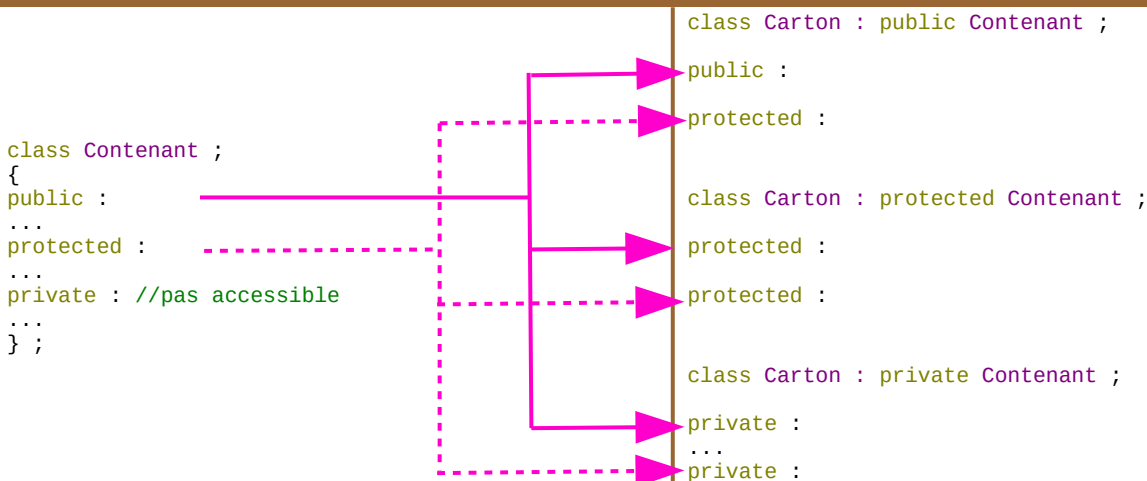 class Contenant ;
{
public :
...
protected :
...
private : //pas accessible
...
} ;
class Carton : public Contenant ;
public :
protected :
class Carton : protected Contenant ;
protected :
protected :
class Carton : private Contenant ;
private :
...
private :